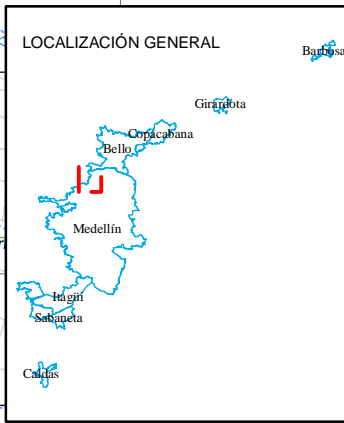 LOCALIZACIÓN GENERAL
Barbosa
Girardota
Copacabana
Bello
Medellín
Itagüí
Sabaneta
Caldas